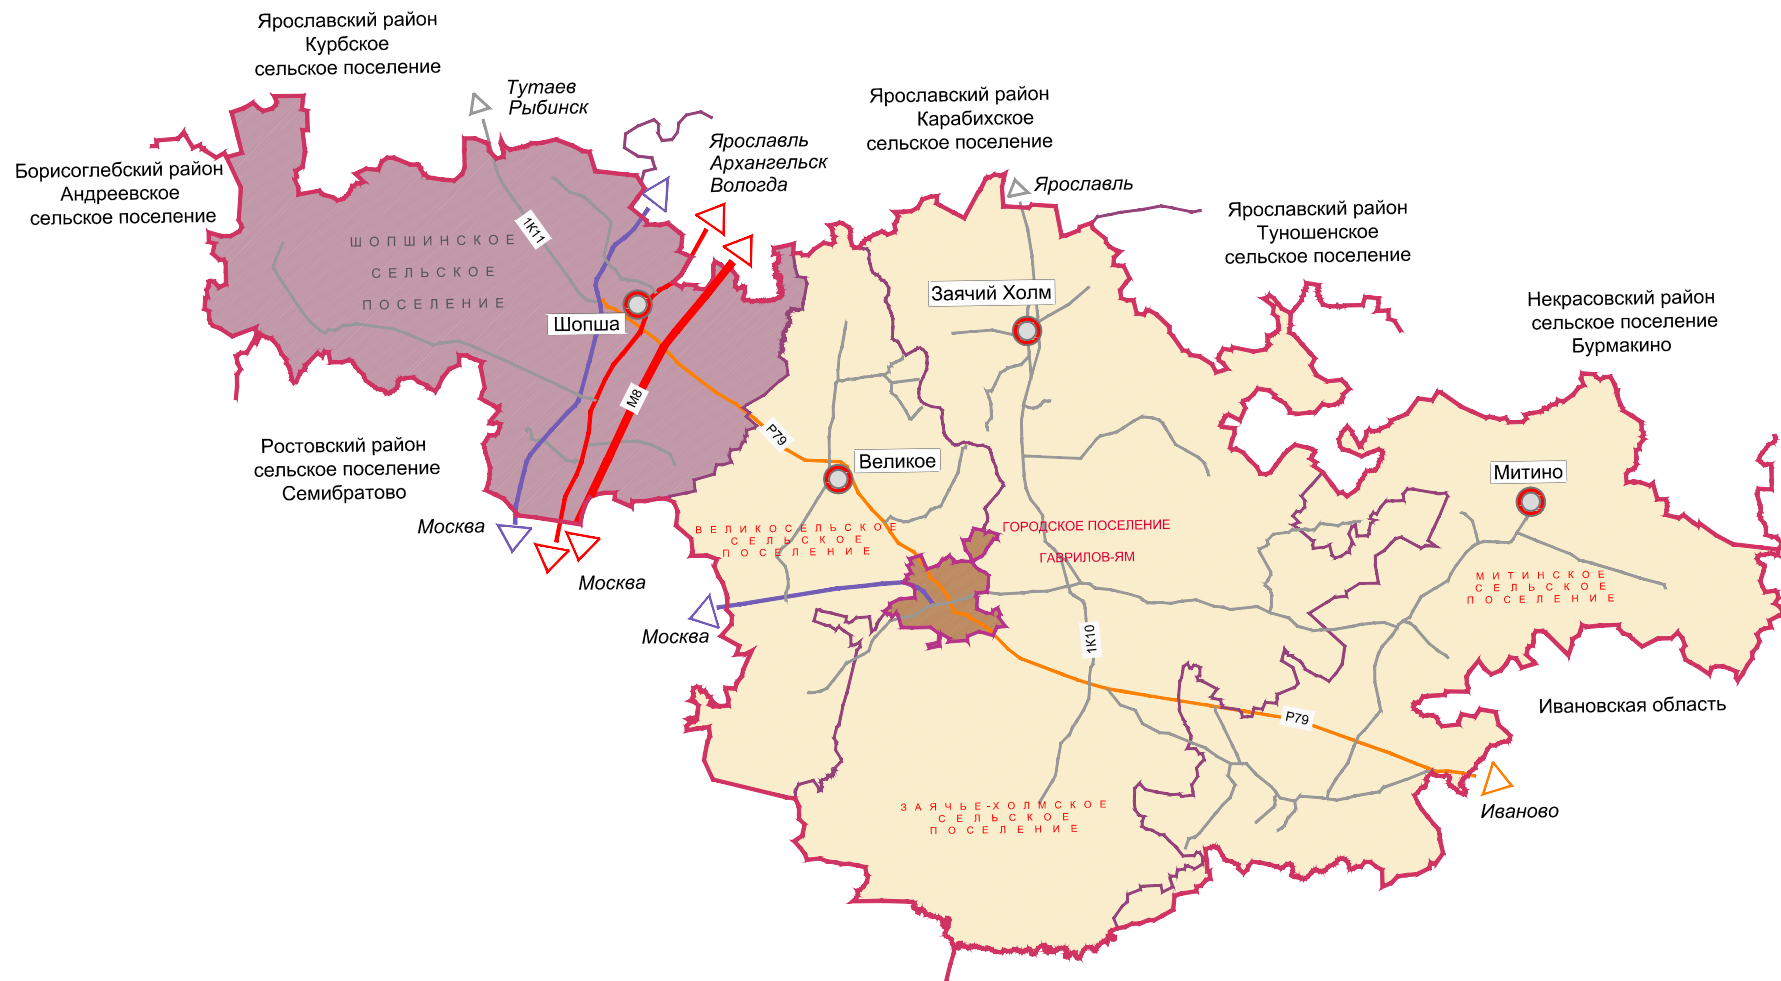 Ярославский район
Курбское
сельское поселение
Тутаев
Рыбинск
Ярославль
Архангельск
Вологда
Ярославский район
Карабихское
сельское поселение
Борисоглебский район
Андреевское
сельское поселение
Ярославль
Ярославский район
Туношенское
сельское поселение
1К11
ШОПШИНСКОЕ
СЕЛЬСКОЕ
ПОСЕЛЕНИЕ
Шопша
Заячий Холм
Некрасовский район
сельское поселение
Бурмакино
М8
Р79
Ростовский район
сельское поселение
Семибратово
Великое
Митино
Москва
ВЕЛИКОСЕЛЬСКОЕ
СЕЛЬСКОЕ
ПОСЕЛЕНИЕ
ГОРОДСКОЕ ПОСЕЛЕНИЕ
ГАВРИЛОВ-ЯМ
Москва
МИТИНСКОЕ
СЕЛЬСКОЕ
ПОСЕЛЕНИЕ
Москва
1К10
Ивановская область
Р79
ЗАЯЧЬЕ-ХОЛМСКОЕ
СЕЛЬСКОЕ
ПОСЕЛЕНИЕ
Иваново